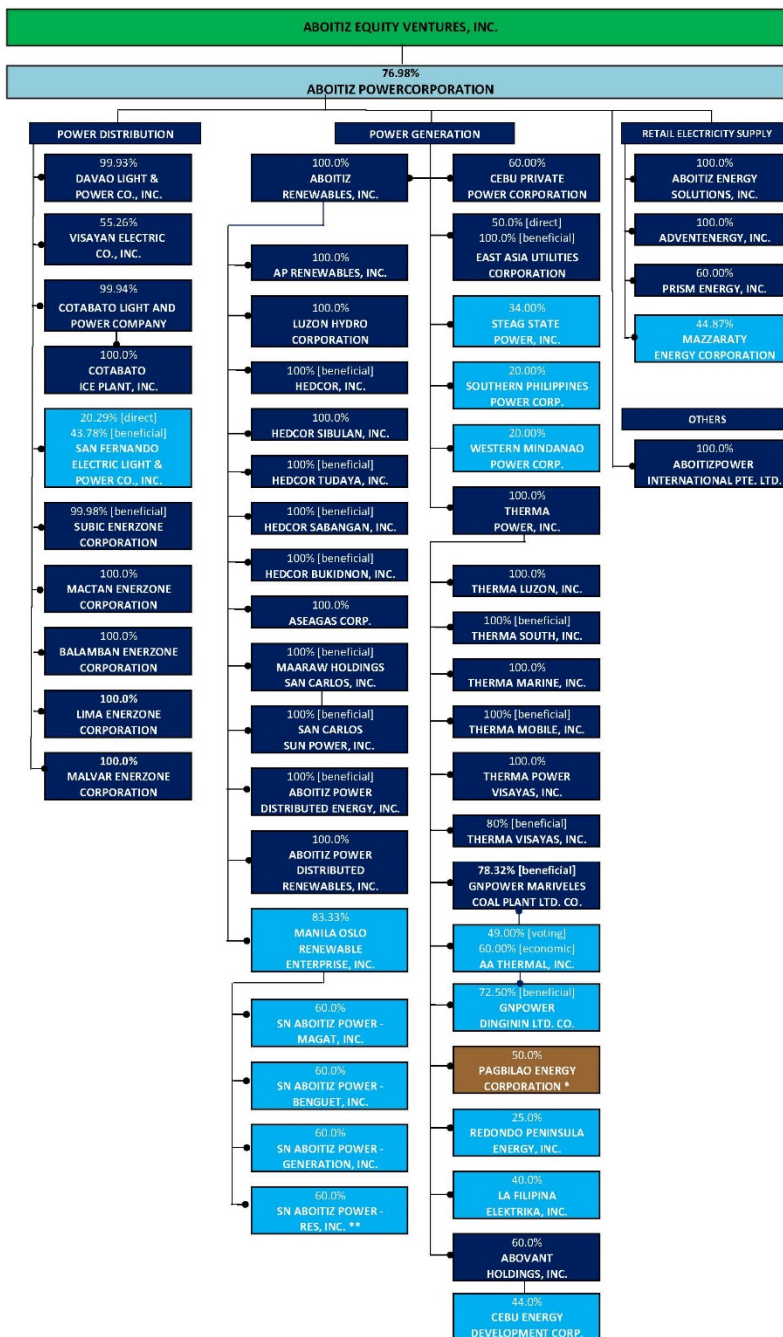 ABOITIZ EQUITY VENTURES, INC.
76.98%
ABOITIZ POWERCORPORATION
POWER DISTRIBUTION
99.93%
DAVAO LIGHT &
POWER CO., INC.
55.26%
VISAYAN ELECTRIC
CO., INC.
99.94%
COTABATO LIGHT AND
POWER COMPANY
100.0%
COTABATO
ICE PLANT, INC.
20.29% [direct]
43.78% [beneficial]
SAN FERNANDO
ELECTRIC LIGHT &
POWER CO., INC.
99.98% [beneficial]
SUBIC ENERZONE
CORPORATION
100.0%
MACTAN ENERZONE
CORPORATION
100.0%
BALAMBAN ENERZONE
CORPORATION
100.0%
LIMA ENERZONE
CORPORATION
100.0%
MALVAR ENERZONE
CORPORATION
POWER GENERATION
100.0%
ABOITIZ
RENEWABLES, INC.
100.0%
AP RENEWABLES, INC.
100.0%
LUZON HYDRO
CORPORATION
100% [beneficial]
HEDCOR, INC.
100.0%
HEDCOR SIBULAN, INC.
100% [beneficial]
HEDCOR TUDAYA, INC.
100% [beneficial]
HEDCOR SABANGAN, INC.
100% [beneficial]
HEDCOR BUKIDNON, INC.
100.0%
ASEAGAS CORP.
100% [beneficial]
MAARAW HOLDINGS
SAN CARLOS, INC.
100% [beneficial]
SAN CARLOS
SUN POWER, INC.
100% [beneficial]
ABOITIZ POWER
DISTRIBUTED ENERGY, INC.
100.0%
ABOITIZ POWER
DISTRIBUTED
RENEWABLES, INC.
83.33%
MANILA OSLO
RENEWABLE
ENTERPRISE, INC.
60.0%
SN ABOITIZ POWER -
MAGAT, INC.
60.0%
SN ABOITIZ POWER -
BENGUET, INC.
60.0%
SN ABOITIZ POWER -
GENERATION, INC.
60.0%
SN ABOITIZ POWER -
RES, INC. **
60.00%
CEBU PRIVATE
POWER CORPORATION
50.0% [direct]
100.0% [beneficial]
EAST ASIA UTILITIES
CORPORATION
34.00%
STEAG STATE
POWER, INC.
20.00%
SOUTHERN PHILIPPINES
POWER CORP.
20.00%
WESTERN MINDANAO
POWER CORP.
100.0%
THERMA
POWER, INC.
100.0%
THERMA LUZON, INC.
100% [beneficial]
THERMA SOUTH, INC.
100.0%
THERMA MARINE, INC.
100% [beneficial]
THERMA MOBILE, INC.
100.0%
THERMA POWER
VISAYAS, INC.
80% [beneficial]
THERMA VISAYAS, INC.
78.32% [beneficial]
GNPOWER MARIVELES
COAL PLANT LTD. CO.
49.00% [voting]
60.00% [economic]
AA THERMAL, INC.
72.50% [beneficial]
GNPOWER
DINGININ LTD. CO.
50.0%
PAGBILAO ENERGY
CORPORATION *
25.0%
REDONDO PENINSULA
ENERGY, INC.
40.0%
LA FILIPINA
ELEKTRIKA, INC.
60.0%
ABOVANT
HOLDINGS, INC.
44.0%
CEBU ENERGY
DEVELOPMENT CORP.
RETAIL ELECTRICITY SUPPLY
100.0%
ABOITIZ ENERGY
SOLUTIONS, INC.
100.0%
ADVENTENERGY, INC.
60.00%
PRISM ENERGY, INC.
44.87%
MAZZARATY
ENERGY CORPORATION
OTHERS
100.0%
ABOITIZPOWER
INTERNATIONAL PTE. LTD.